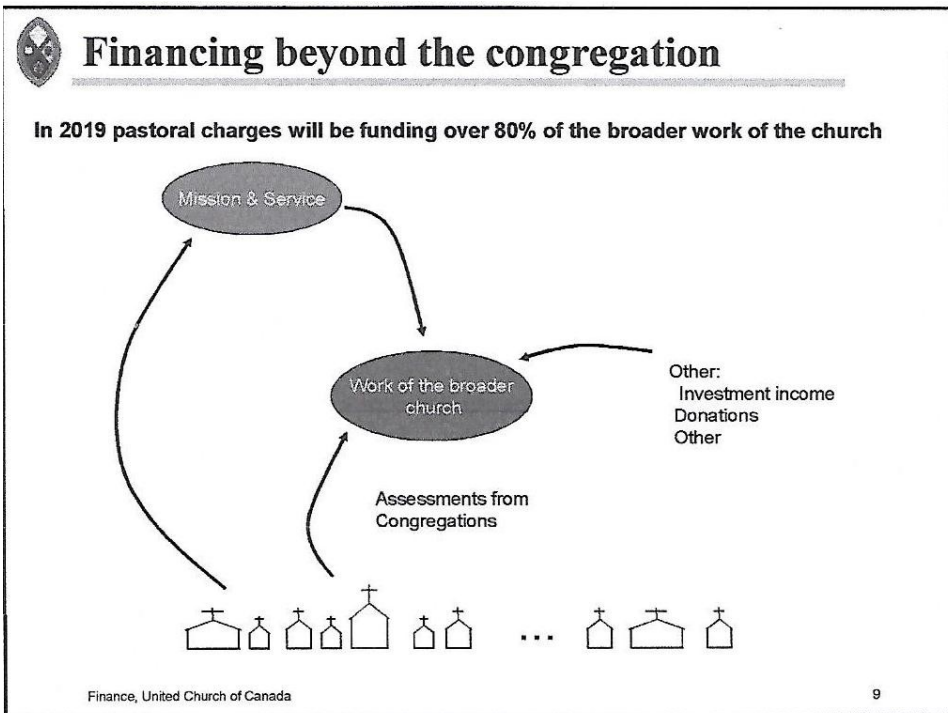 Financing beyond the congregation
In 2019 pastoral charges will be funding over 80% of the broader work of the church
Mission & Service
Work of the broader
church
Other:
Investment income
Donations
Other
Assessments from
Congregations
...
Finance, United Church of Canada
9